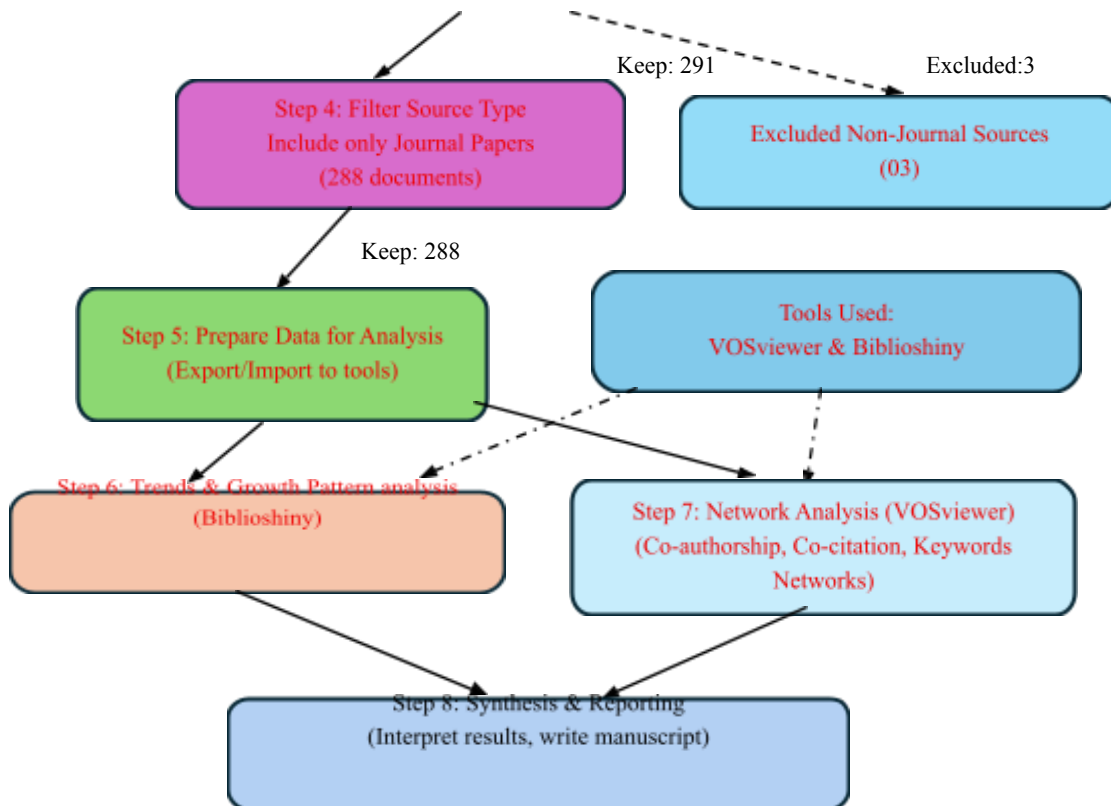 Keep: 291
Excluded:3
Step 4: Filter Source Type
Include only Journal Papers
(288 documents)
Excluded Non-Journal Sources
(03)
Keep: 288
Step 5: Prepare Data for Analysis
(Export/Import to tools)
Tools Used:
VOSviewer & Biblioshiny
Step 6: Trends & Growth Pattern analysis
(Biblioshiny)
Step 7: Network Analysis (VOSviewer)
(Co-authorship, Co-citation, Keywords
Networks)
Step 8: Synthesis & Reporting
(Interpret results, write manuscript)